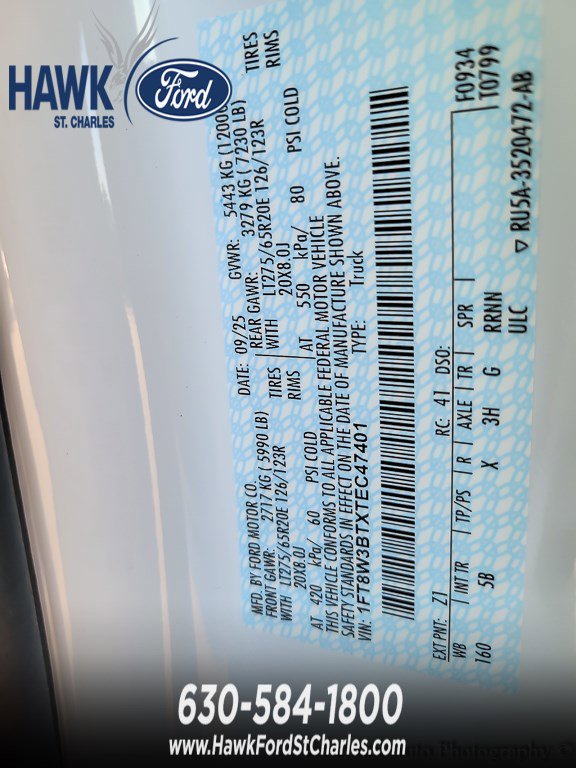 HAWK
Ford
ST. CHARLES
MFD. BY FORD MOTOR CO.
DATE: 09/25 GVWR: 5443 KG (12000
FRONT GAWR: 2717 KG ( 5990 LB)
REAR GAWR: 3279 KG ( 7230 LB)
WITH LT275/65R20E 126/123R TIRES
WITH LT275/65R20E 126/123R TIRES
20X8.0J RIMS
20X8.0J RIMS
AT 420 kPa/ 60 PSI COLD
AT 550 kPa/ 80 PSI COLD
THIS VEHICLE CONFORMS TO ALL APPLICABLE FEDERAL MOTOR VEHICLE
SAFETY STANDARDS IN EFFECT ON THE DATE OF MANUFACTURE SHOWN ABOVE.
VIN: 1FT8W3BTXTEC47401 TYPE: Truck
F0934
T0799
EXT PNT: Z1 RC: 41 DSO:
WB INT TR TP/PS R AXLE TR SPR
160 5B X 3H G RRNN
ULC
▽ RU5A-3520472-AB
630-584-1800
www.HawkFordStCharles.com
Photography ©